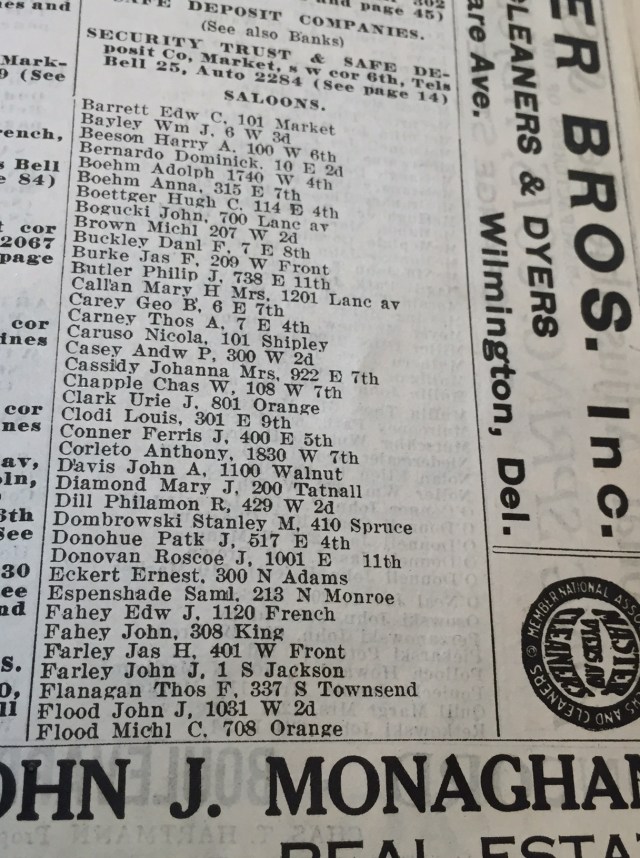 SAFE DEPOSIT COMPANIES.
(See also Banks)
SECURITY TRUST & SAFE DE-
posit Co, Market, s w cor 6th, Tels
Bell 25, Auto 2284 (See page 14)
SALOONS.
Barrett Edw C, 101 Market
Bayley Wm J. 6 W 3d
Beeson Harry A. 100 W 6th
Bernardo Dominick. 10 E 2d
Boehm Adolph 1740 W 4th
Boehm Anna, 315 E 7th
Boettger Hugh C. 114 E 4th
Bogucki John, 700 Lanc av
Brown Michl 207 W 2d
Buckley Danl F, 7 E 8th
Burke Jas F, 209 W Front
Butler Philip J, 738 E 11th
Callan Mary H Mrs, 1201 Lanc av
Carey Geo B, 6 E 7th
Carney Thos A, 7 E 4th
Caruso Nicola, 101 Shipley
Casey Andw P, 300 W 2d
Cassidy Johanna Mrs, 922 E 7th
Chapple Chas W, 108 W 7th
Clark Urie J. 801 Orange
Clodi Louis, 301 E 9th
Conner Ferris J, 400 E 5th
Corleto Anthony, 1830 W 7th
Davis John A, 1100 Walnut
Diamond Mary J, 200 Tatnall
Dill Philamon R, 429 W 2d
Dombrowski Stanley M, 410 Spruce
Donohue Patk J, 517 E 4th
Donovan Roscoe J, 1001 E 11th
Eckert Ernest, 300 N Adams
Espenshade Saml. 213 N Monroe
Fahey Edw J, 1120 French
Fahey John, 308 King
Farley Jas H, 401 W Front
Farley John J, 1 S Jackson
Flanagan Thos F, 337 S Townsend
Flood John J, 1031 W 2d
Flood Michl C, 708 Orange
ER BROS. Inc.
CLEANERS & DYERS
are Ave. Wilmington, Del.
MEMBER NATIONAL ASSO
MASTER
DYERS AND
CLEANERS
S AND CLEANERS
OHN J. MONAGHAN
REAL ESTA